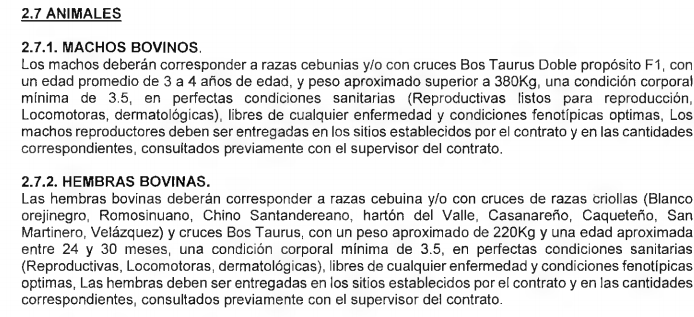 2.7 ANIMALES
2.7.1. MACHOS BOVINOS.
Los machos deberán corresponder a razas cebunias y/o con cruces Bos Taurus Doble propósito F1, con
un edad promedio de 3 a 4 años de edad, y peso aproximado superior a 380Kg, una condición corporal
mínima de 3.5, en perfectas condiciones sanitarias (Reproductivas listos para reproducción,
Locomotoras, dermatológicas), libres de cualquier enfermedad y condiciones fenotípicas optimas, Los
machos reproductores deben ser entregadas en los sitios establecidos por el contrato y en las cantidades
correspondientes, consultados previamente con el supervisor del contrato.
2.7.2. HEMBRAS BOVINAS.
Las hembras bovinas deberán corresponder a razas cebuina y/o con cruces de razas criollas (Blanco
orejinegro, Romosinuano, Chino Santandereano, hartón del Valle, Casanareño, Caqueteño, San
Martinero, Velázquez) y cruces Bos Taurus, con un peso aproximado de 220Kg y una edad aproximada
entre 24 y 30 meses, una condición corporal mínima de 3.5, en perfectas condiciones sanitarias
(Reproductivas, Locomotoras, dermatológicas), libres de cualquier enfermedad y condiciones fenotípicas
optimas, Las hembras deben ser entregadas en los sitios establecidos por el contrato y en las cantidades
correspondientes, consultados previamente con el supervisor del contrato.